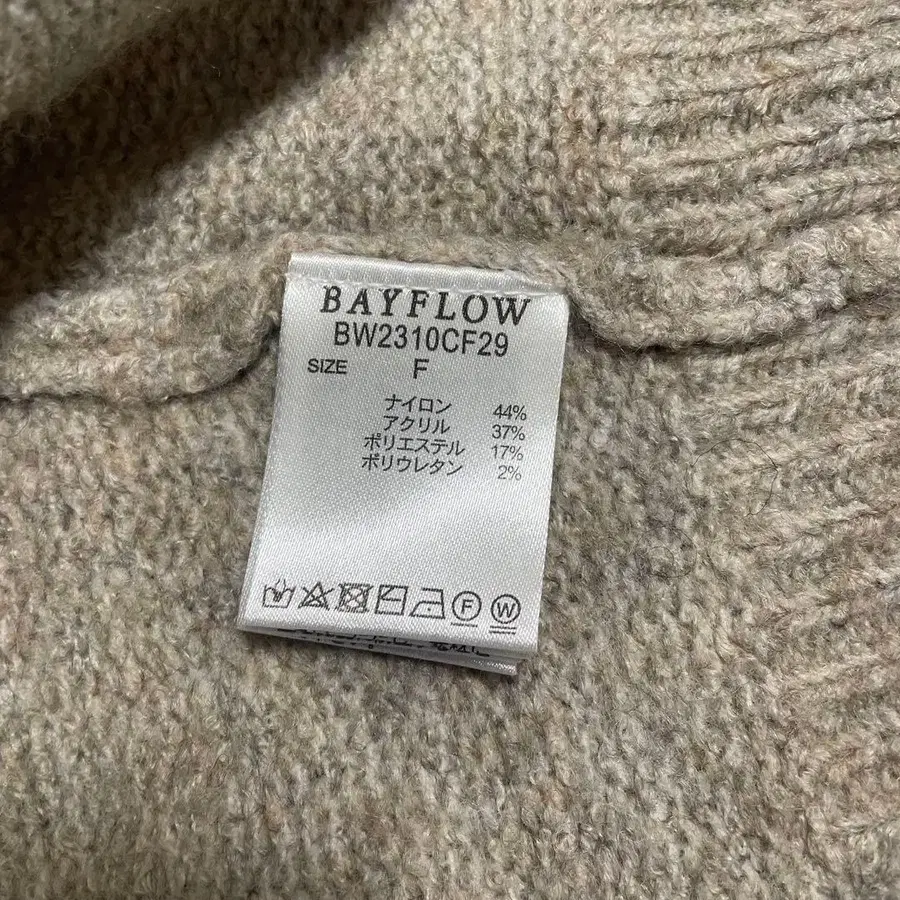 BAYFLOW
BW2310CF29
SIZE F
ナイロン 44%
アクリル 37%
ポリエステル 17%
ポリウレタン 2%
F W